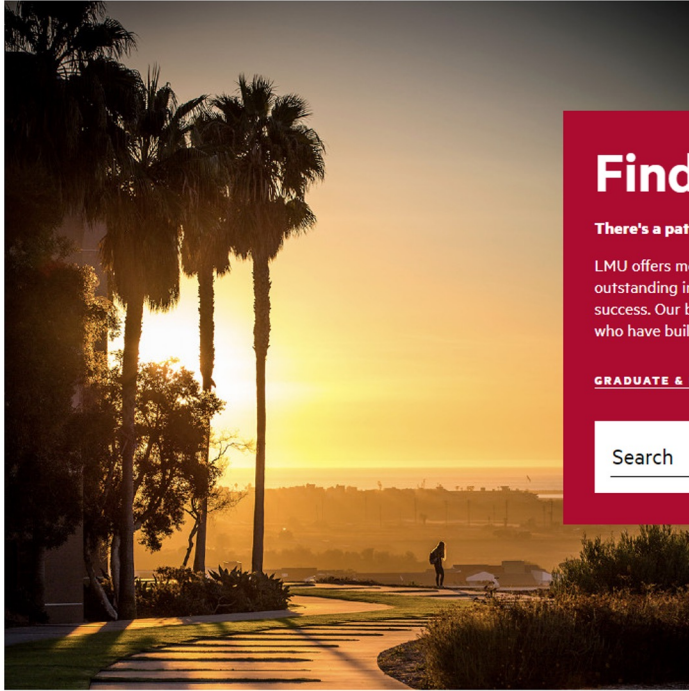 Find
There's a pat
LMU offers m
outstanding i
success. Our b
who have buil
GRADUATE &
Search